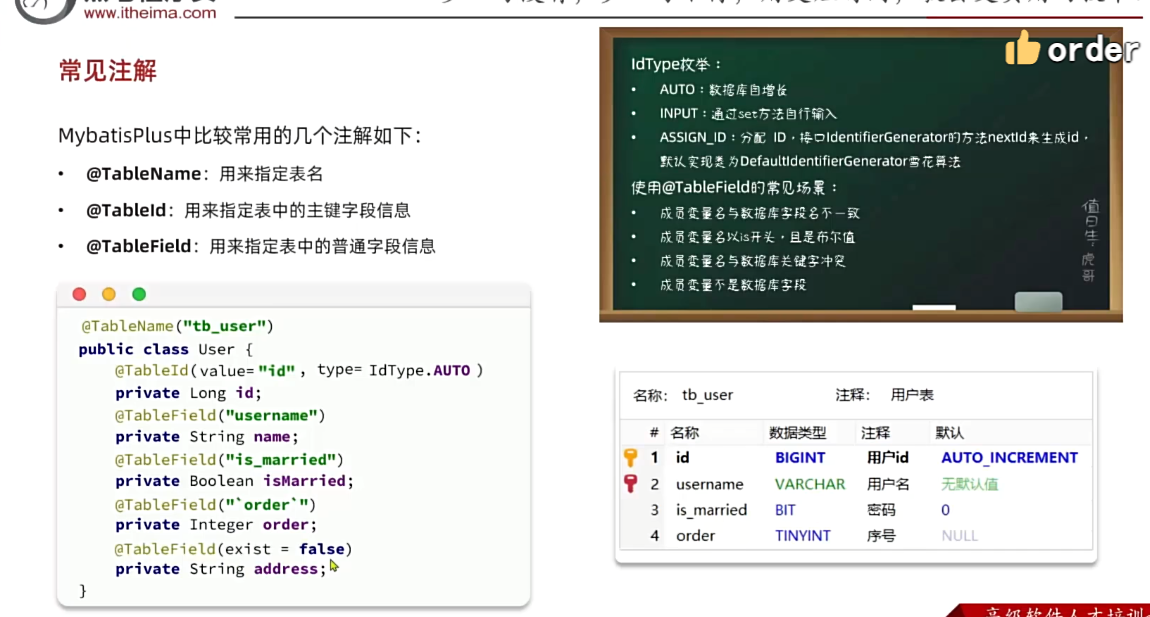 www.itheima.com
order
常见注解
MybatisPlus中比较常用的几个注解如下：
• @TableName：用来指定表名
• @TableId：用来指定表中的主键字段信息
• @TableField：用来指定表中的普通字段信息
@TableName("tb_user")
public class User {
@TableId(value="id", type=IdType.AUTO)
private Long id;
@TableField("username")
private String name;
@TableField("is_married")
private Boolean isMarried;
@TableField("`order`")
private Integer order;
@TableField(exist = false)
private String address;
}
IdType枚举：
• AUTO：数据库自增长
• INPUT：通过set方法自行输入
• ASSIGN_ID：分配 ID，接口IdentifierGenerator的方法nextId来生成id，
默认实现类为DefaultIdentifierGenerator雪花算法
使用@TableField的常见场景：
• 成员变量名与数据库字段名不一致
• 成员变量名以is开头，且是布尔值
• 成员变量名与数据库关键字冲突
• 成员变量不是数据库字段
值日生：虎哥
名称： tb_user 注释： 用户表
# 名称 数据类型 注释 默认
1 id BIGINT 用户id AUTO_INCREMENT
2 username VARCHAR 用户名 无默认值
3 is_married BIT 密码 0
4 order TINYINT 序号 NULL
高级软件人才培训